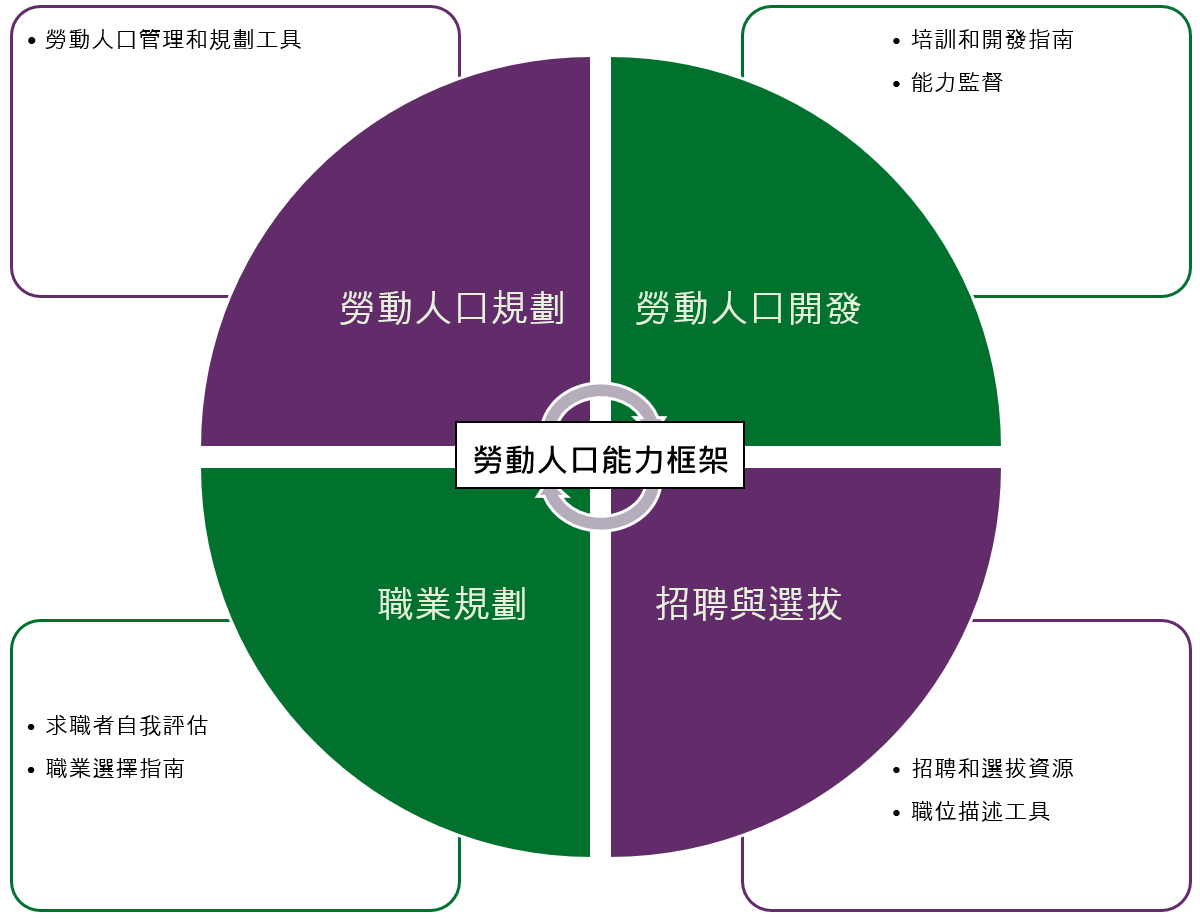 • 勞動人口管理和規劃工具
• 培訓和開發指南
• 能力監督
勞動人口規劃
勞動人口開發
勞動人口能力框架
職業規劃
招聘與選拔
• 求職者自我評估
• 職業選擇指南
• 招聘和選拔資源
• 職位描述工具